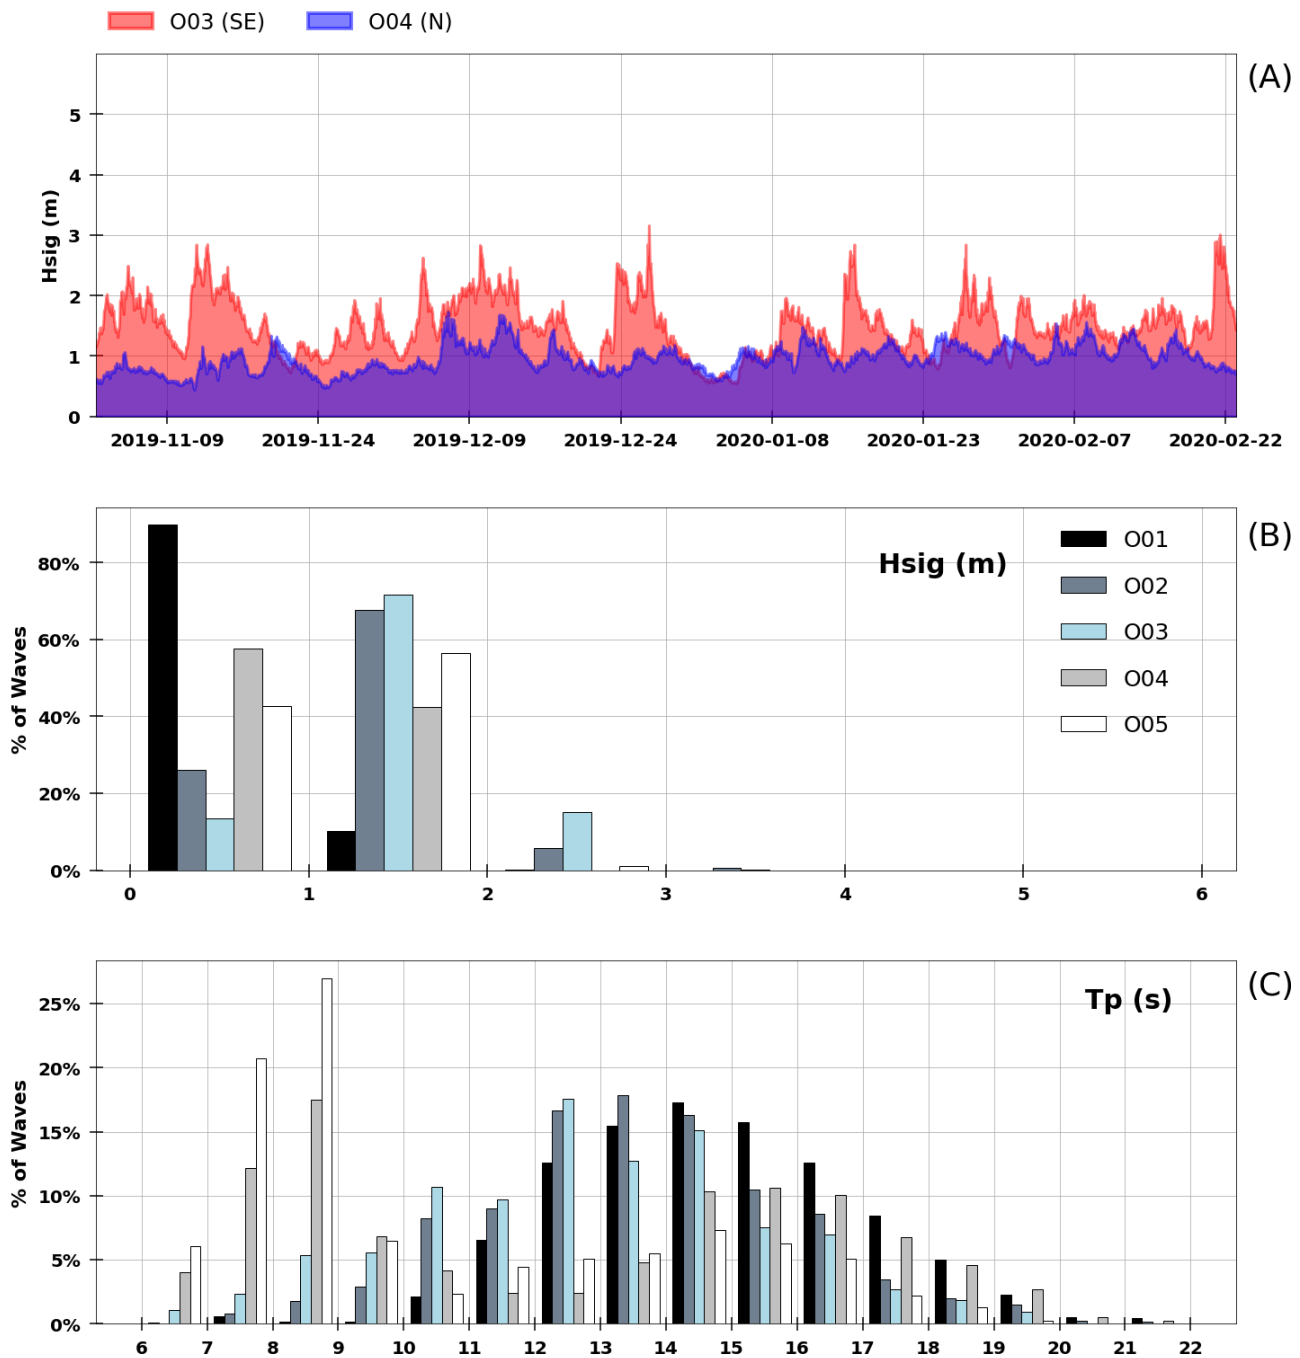 O03 (SE) O04 (N)
(A)
Hsig (m)
5
4
3
2
1
0
2019-11-09 2019-11-24 2019-12-09 2019-12-24 2020-01-08 2020-01-23 2020-02-07 2020-02-22
(B)
Hsig (m)
O01
O02
O03
O04
O05
% of Waves
80%
60%
40%
20%
0%
0 1 2 3 4 5 6
(C)
Tp (s)
% of Waves
25%
20%
15%
10%
5%
0%
6 7 8 9 10 11 12 13 14 15 16 17 18 19 20 21 22